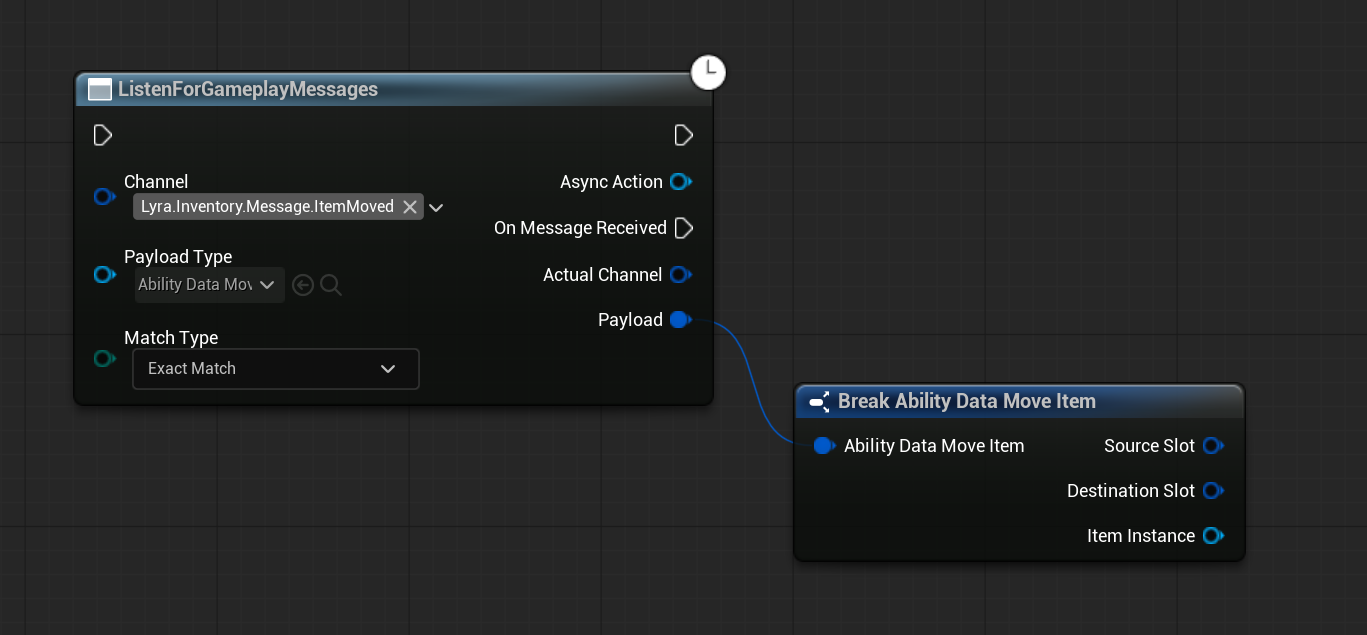 ListenForGameplayMessages
Channel
Lyra.Inventory.Message.ItemMoved
Async Action
On Message Received
Payload Type
Ability Data Mov
Actual Channel
Payload
Match Type
Exact Match
Break Ability Data Move Item
Ability Data Move Item
Source Slot
Destination Slot
Item Instance